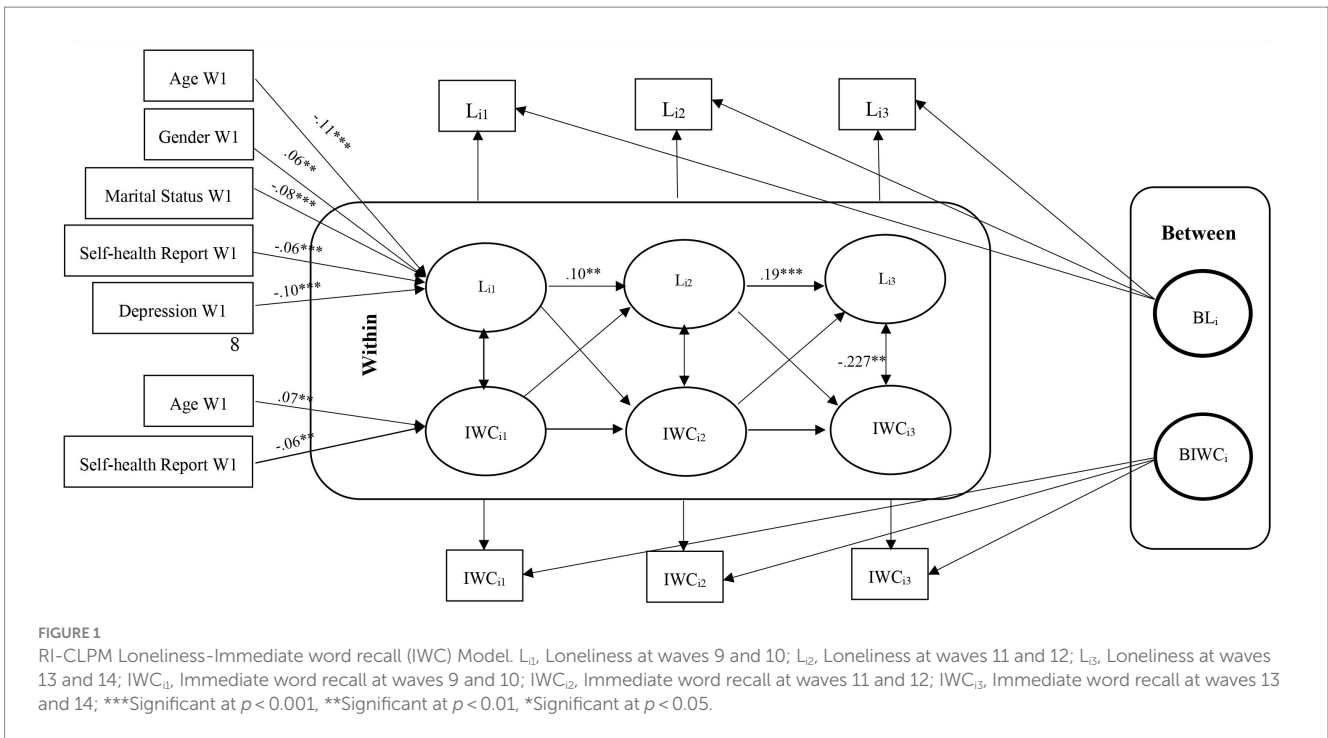 Age W1
Gender W1
Marital Status W1
Self-health Report W1
Depression W1
8
Age W1
Self-health Report W1
-.11***
.06**
-.08***
-.06***
-.10***
.07**
-.06**
Li1
Li2
Li3
Within
Li1
.10**
Li2
.19***
Li3
-.227**
IWCi1
IWCi2
IWCi3
IWCi1
IWCi2
IWCi3
Between
BLi
BIWCi
FIGURE 1
RI-CLPM Loneliness-Immediate word recall (IWC) Model. Li1, Loneliness at waves 9 and 10; Li2, Loneliness at waves 11 and 12; Li3, Loneliness at waves
13 and 14; IWCi1, Immediate word recall at waves 9 and 10; IWCi2, Immediate word recall at waves 11 and 12; IWCi3, Immediate word recall at waves 13
and 14; ***Significant at p < 0.001, **Significant at p < 0.01, *Significant at p < 0.05.